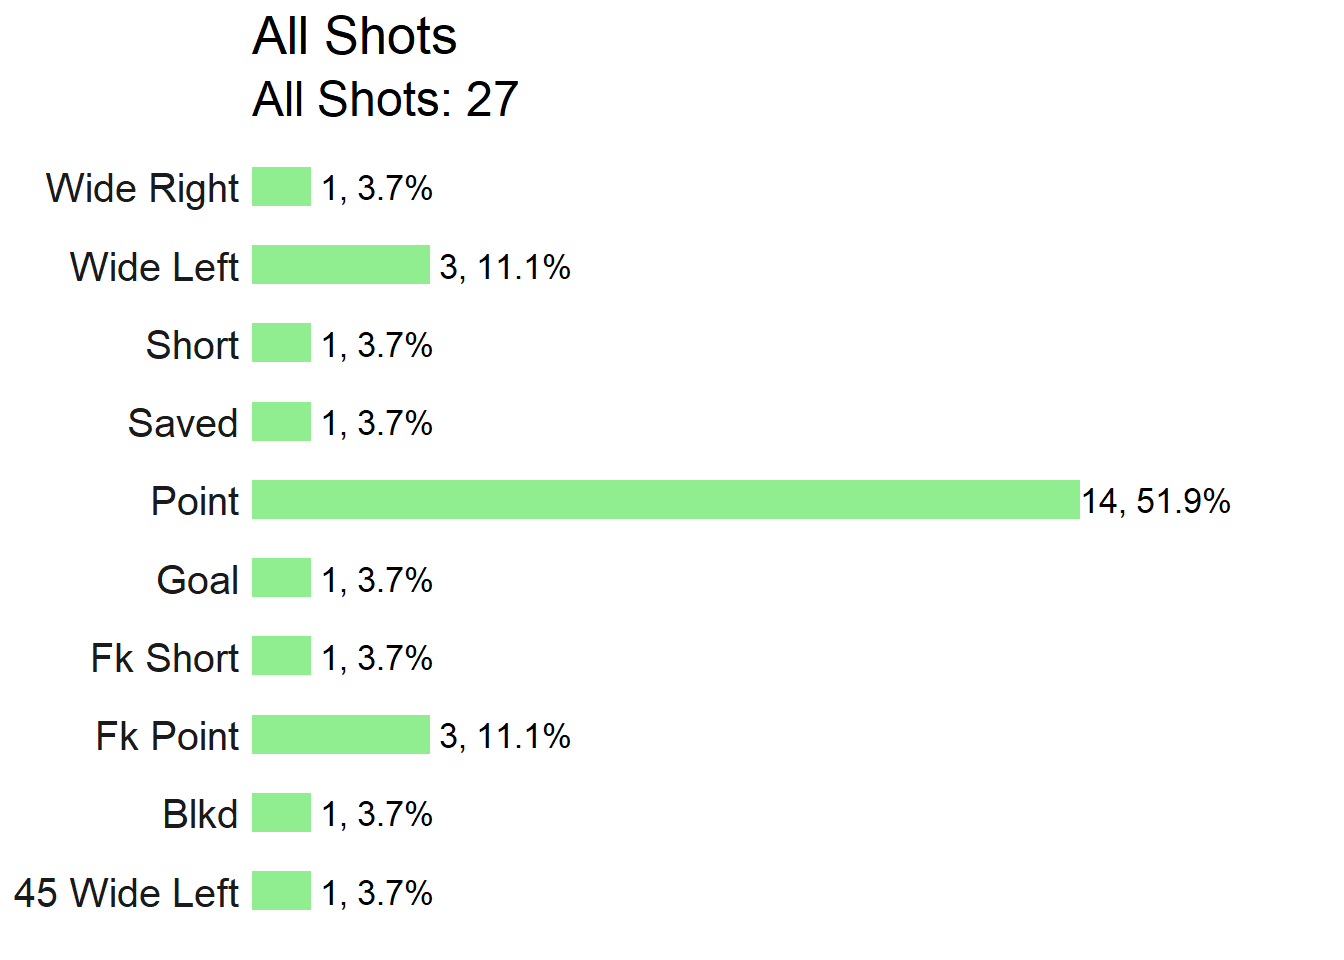 All Shots
All Shots: 27
Wide Right 1, 3.7%
Wide Left 3, 11.1%
Short 1, 3.7%
Saved 1, 3.7%
Point 14, 51.9%
Goal 1, 3.7%
Fk Short 1, 3.7%
Fk Point 3, 11.1%
Blkd 1, 3.7%
45 Wide Left 1, 3.7%